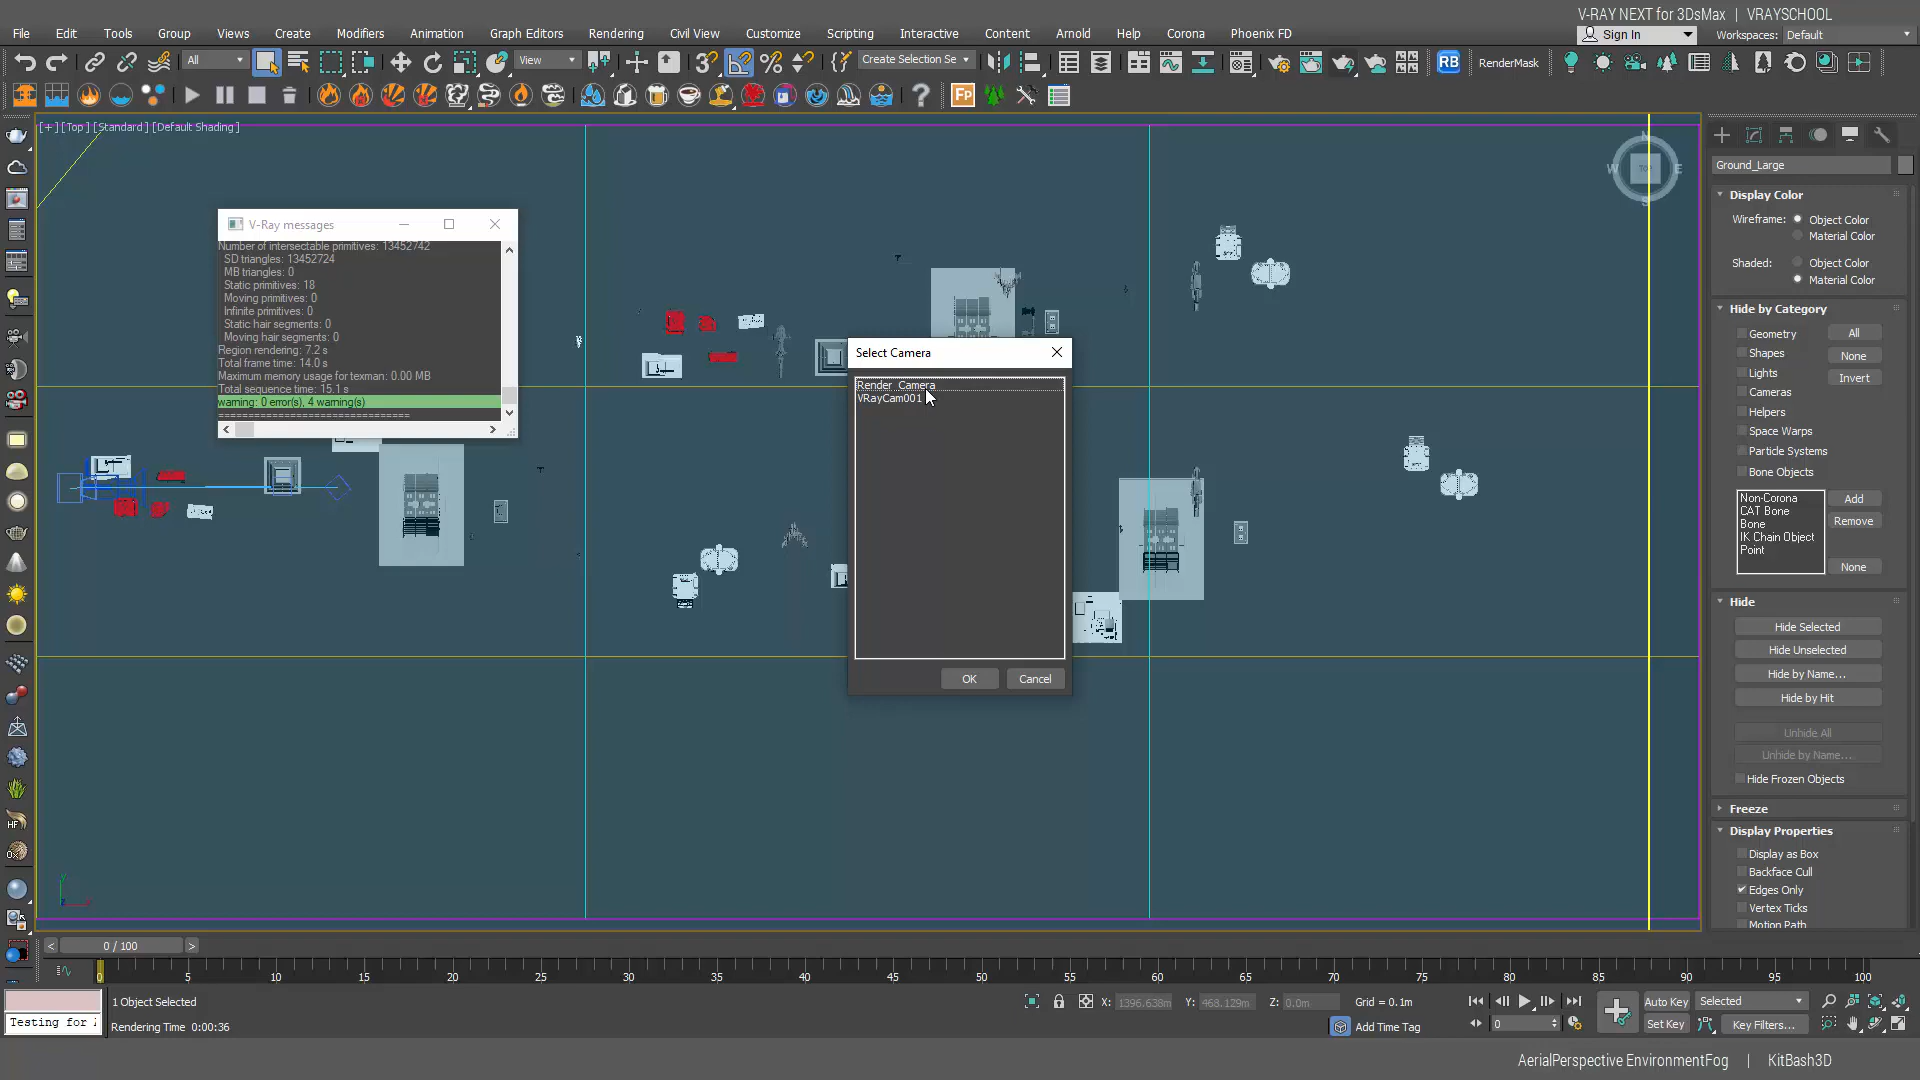 V-RAY NEXT for 3DsMax | VRAYSCHOOL
File Edit Tools Group Views Create Modifiers Animation Graph Editors Rendering Civil View Customize Scripting Interactive Content Arnold Help Corona Phoenix FD
Sign In Workspaces: Default
All View Create Selection Se RB RenderMask
Fp
[+] [Top] [Standard] [Default Shading]
N
W TOP E
S
Ground_Large
Display Color
Wireframe: Object Color
Material Color
Shaded: Object Color
Material Color
Hide by Category
Geometry All
Shapes None
Lights Invert
Cameras
Helpers
Space Warps
Particle Systems
Bone Objects
Non-Corona Add
CAT Bone
Bone Remove
IK Chain Object
Point
None
Hide
Hide Selected
Hide Unselected
Hide by Name...
Hide by Hit
Unhide All
Unhide by Name...
Hide Frozen Objects
Freeze
Display Properties
Display as Box
Backface Cull
Edges Only
Vertex Ticks
Motion Path
V-Ray messages
Number of intersectable primitives: 13452742
SD triangles: 13452724
MB triangles: 0
Static primitives: 18
Moving primitives: 0
Infinite primitives: 0
Static hair segments: 0
Moving hair segments: 0
Region rendering: 7.2 s
Total frame time: 14.0 s
Maximum memory usage for texman: 0.00 MB
Total sequence time: 15.1 s
warning: 0 error(s), 4 warning(s)
==============================
Select Camera
Render_Camera
VRayCam001
OK Cancel
HF
< 0 / 100 >
0 5 10 15 20 25 30 35 40 45 50 55 60 65 70 75 80 85 90 95 100
1 Object Selected X: 1396.638m Y: 468.129m Z: 0.0m Grid = 0.1m Auto Key Selected
Testing for
Rendering Time 0:00:36 Add Time Tag 0 Set Key Key Filters...
AerialPerspective EnvironmentFog | KitBash3D